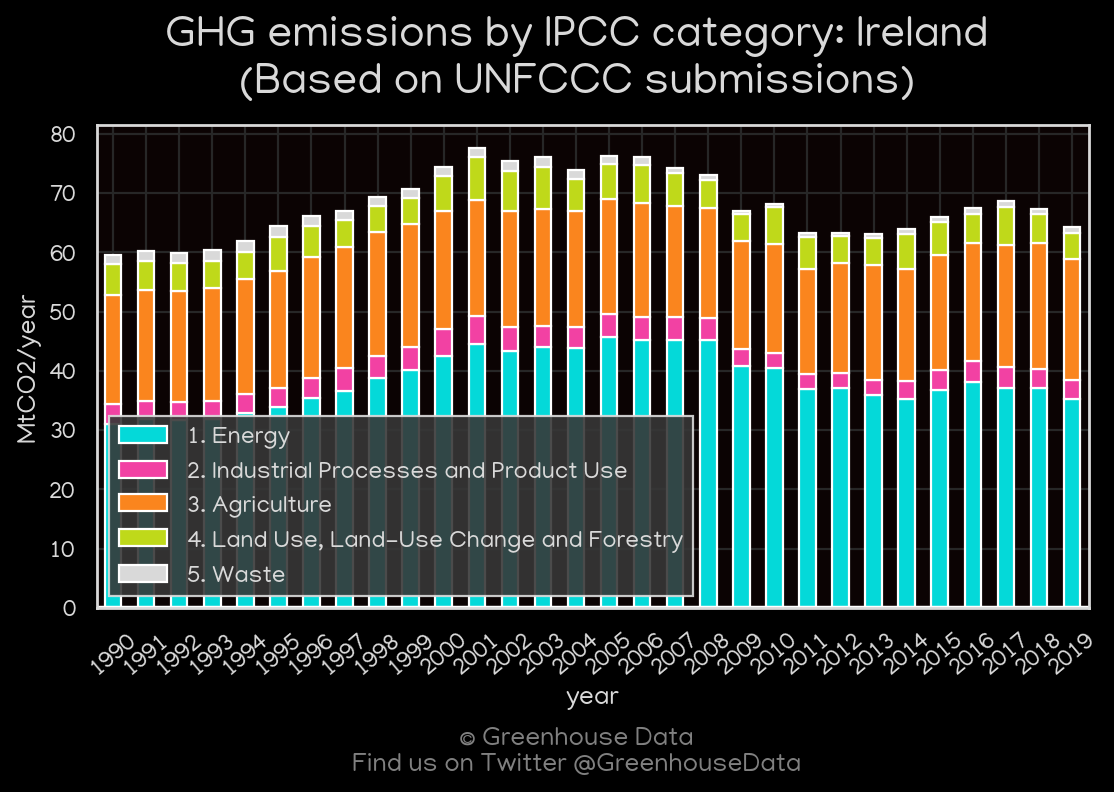 GHG emissions by IPCC category: Ireland
(Based on UNFCCC submissions)
MtCO2/year
80
70
60
50
40
30
20
10
0
1. Energy
2. Industrial Processes and Product Use
3. Agriculture
4. Land Use, Land-Use Change and Forestry
5. Waste
1990 1991 1992 1993 1994 1995 1996 1997 1998 1999 2000 2001 2002 2003 2004 2005 2006 2007 2008 2009 2010 2011 2012 2013 2014 2015 2016 2017 2018 2019
year
© Greenhouse Data
Find us on Twitter @GreenhouseData